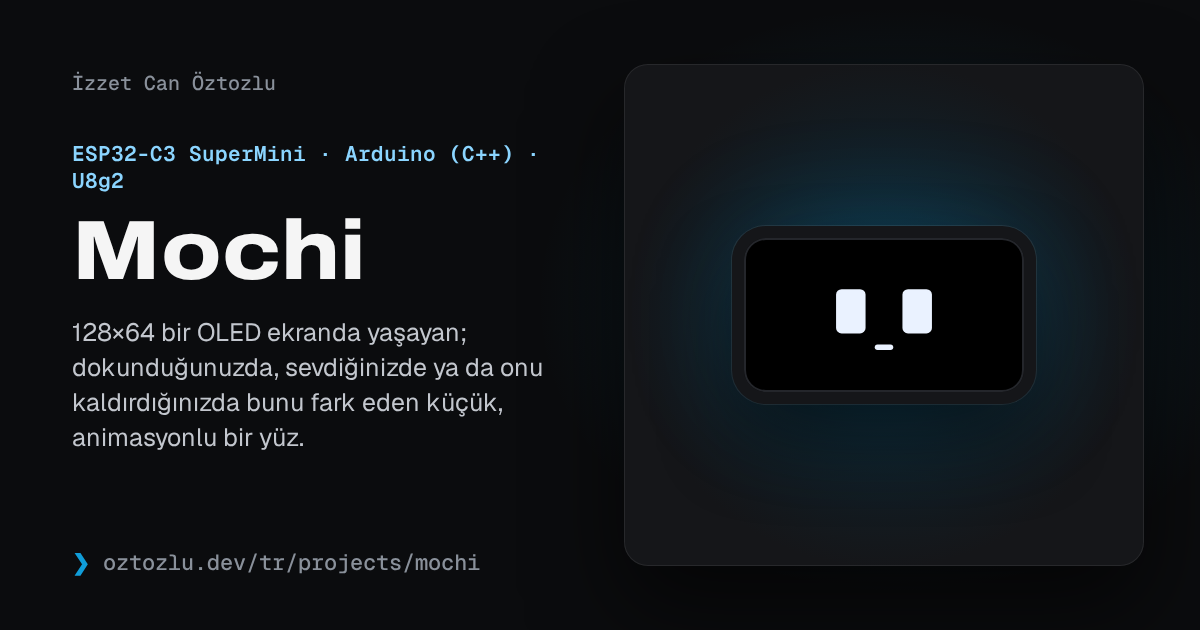 İzzet Can Öztozlu
ESP32-C3 SuperMini · Arduino (C++) ·
U8g2
Mochi
128×64 bir OLED ekranda yaşayan;
dokunduğunuzda, sevdiğinizde ya da onu
kaldırdığınızda bunu fark eden küçük,
animasyonlu bir yüz.
❯ oztozlu.dev/tr/projects/mochi